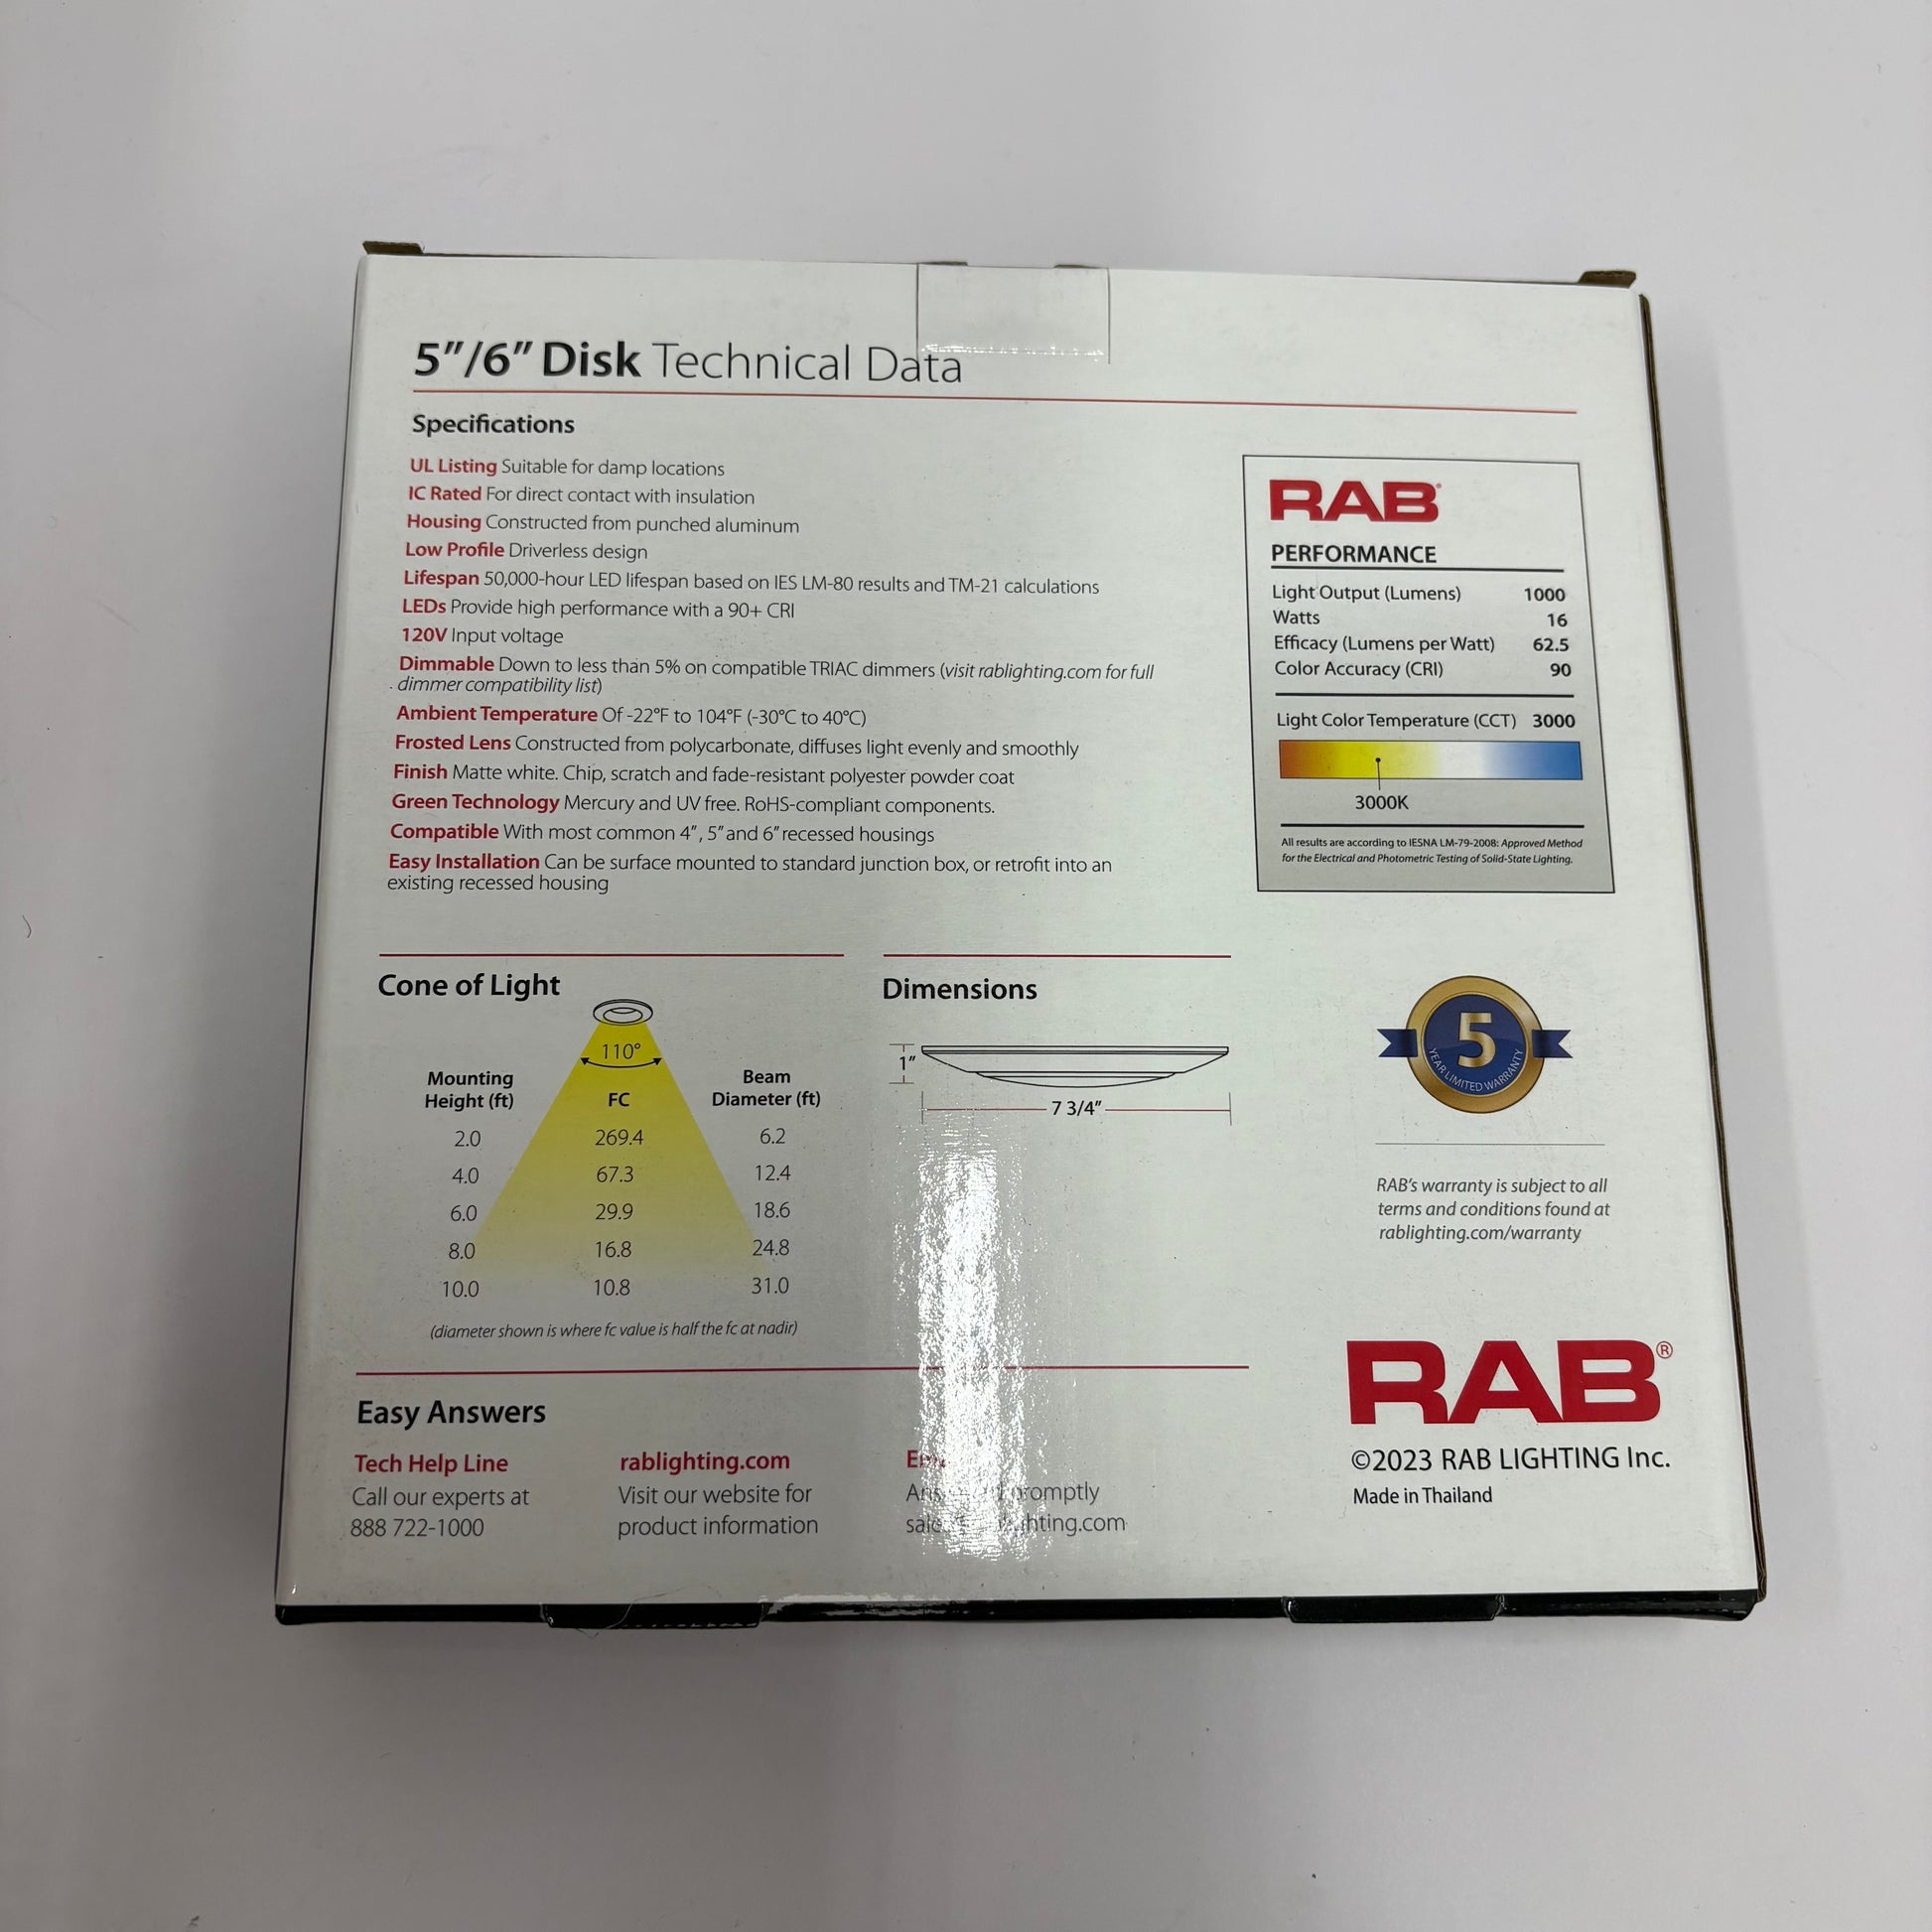 5"/6" Disk Technical Data
Specifications
UL Listing Suitable for damp locations
IC Rated For direct contact with insulation
Housing Constructed from punched aluminum
Low Profile Driverless design
Lifespan 50,000-hour LED lifespan based on IES LM-80 results and TM-21 calculations
LEDs Provide high performance with a 90+ CRI
120V Input voltage
Dimmable Down to less than 5% on compatible TRIAC dimmers (visit rablighting.com for full
dimmer compatibility list)
Ambient Temperature Of -22°F to 104°F (-30°C to 40°C)
Frosted Lens Constructed from polycarbonate, diffuses light evenly and smoothly
Finish Matte white. Chip, scratch and fade-resistant polyester powder coat
Green Technology Mercury and UV free. RoHS-compliant components.
Compatible With most common 4", 5" and 6" recessed housings
Easy Installation Can be surface mounted to standard junction box, or retrofit into an
existing recessed housing
RAB®
PERFORMANCE
Light Output (Lumens) 1000
Watts 16
Efficacy (Lumens per Watt) 62.5
Color Accuracy (CRI) 90
Light Color Temperature (CCT) 3000
3000K
All results are according to IESNA LM-79-2008: Approved Method
for the Electrical and Photometric Testing of Solid-State Lighting.
Cone of Light
110°
Mounting Height (ft) FC Beam Diameter (ft)
2.0 269.4 6.2
4.0 67.3 12.4
6.0 29.9 18.6
8.0 16.8 24.8
10.0 10.8 31.0
(diameter shown is where fc value is half the fc at nadir)
Dimensions
1"
7 3/4"
5
YEAR LIMITED WARRANTY
RAB's warranty is subject to all
terms and conditions found at
rablighting.com/warranty
Easy Answers
Tech Help Line
Call our experts at
888 722-1000
rablighting.com
Visit our website for
product information
promptly
RAB®
©2023 RAB LIGHTING Inc.
Made in Thailand